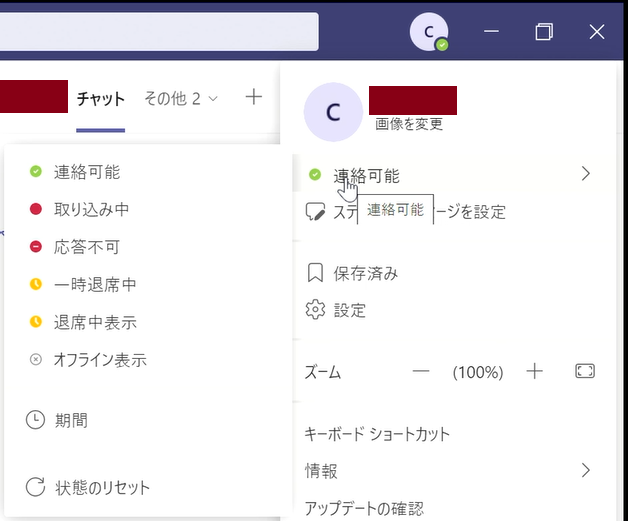 C
チャット その他 2
C
画像を変更
連絡可能
取り込み中
応答不可
一時退席中
退席中表示
オフライン表示
期間
状態のリセット
連絡可能
ステ
連絡可能
ージを設定
保存済み
設定
ズーム (100%)
キーボード ショートカット
情報
アップデートの確認